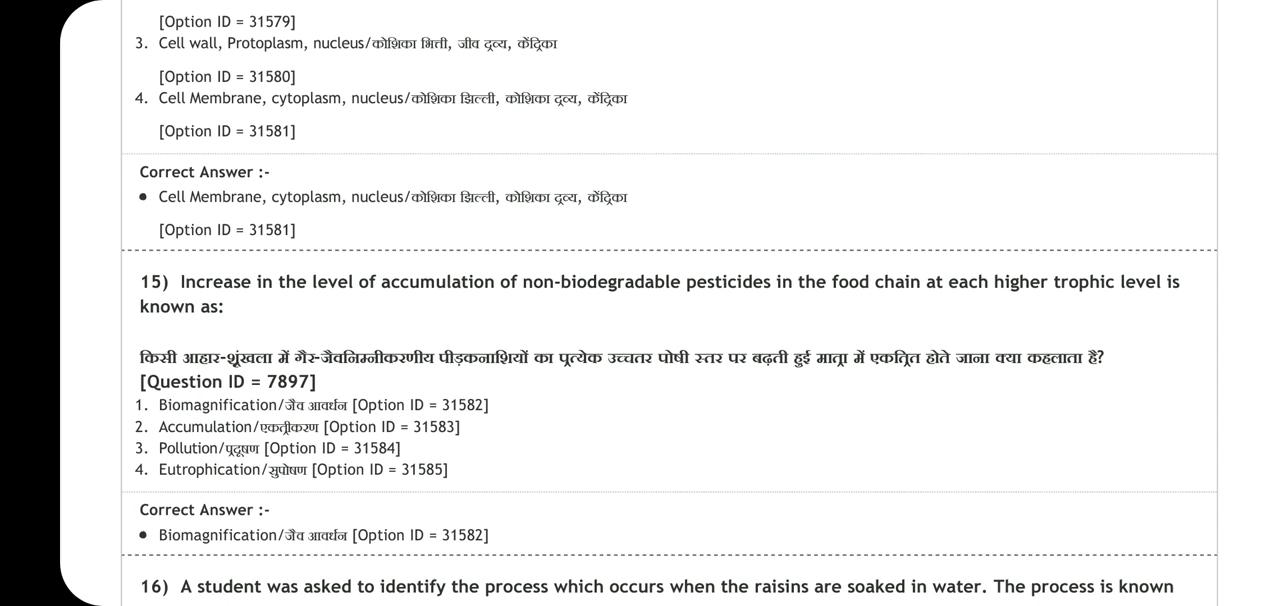 [Option ID = 31579]
3. Cell wall, Protoplasm, nucleus/कोशिका भित्ती, जीव द्रव्य, केंद्रिका
[Option ID = 31580]
4. Cell Membrane, cytoplasm, nucleus/कोशिका झिल्ली, कोशिका द्रव्य, केंद्रिका
[Option ID = 31581]
Correct Answer :-
• Cell Membrane, cytoplasm, nucleus/कोशिका झिल्ली, कोशिका द्रव्य, केंद्रिका
[Option ID = 31581]
15) Increase in the level of accumulation of non-biodegradable pesticides in the food chain at each higher trophic level is
known as:
किसी आहार-शृंखला में गैर-जैवनिम्नीकरणीय पीड़कनाशियों का प्रत्येक उच्चतर पोषी स्तर पर बढ़ती हुई मात्रा में एकत्रित होते जाना क्या कहलाता है?
[Question ID = 7897]
1. Biomagnification/जैव आवर्धन [Option ID = 31582]
2. Accumulation/एकत्रीकरण [Option ID = 31583]
3. Pollution/प्रदूषण [Option ID = 31584]
4. Eutrophication/सुपोषण [Option ID = 31585]
Correct Answer :-
• Biomagnification/जैव आवर्धन [Option ID = 31582]
16) A student was asked to identify the process which occurs when the raisins are soaked in water. The process is known